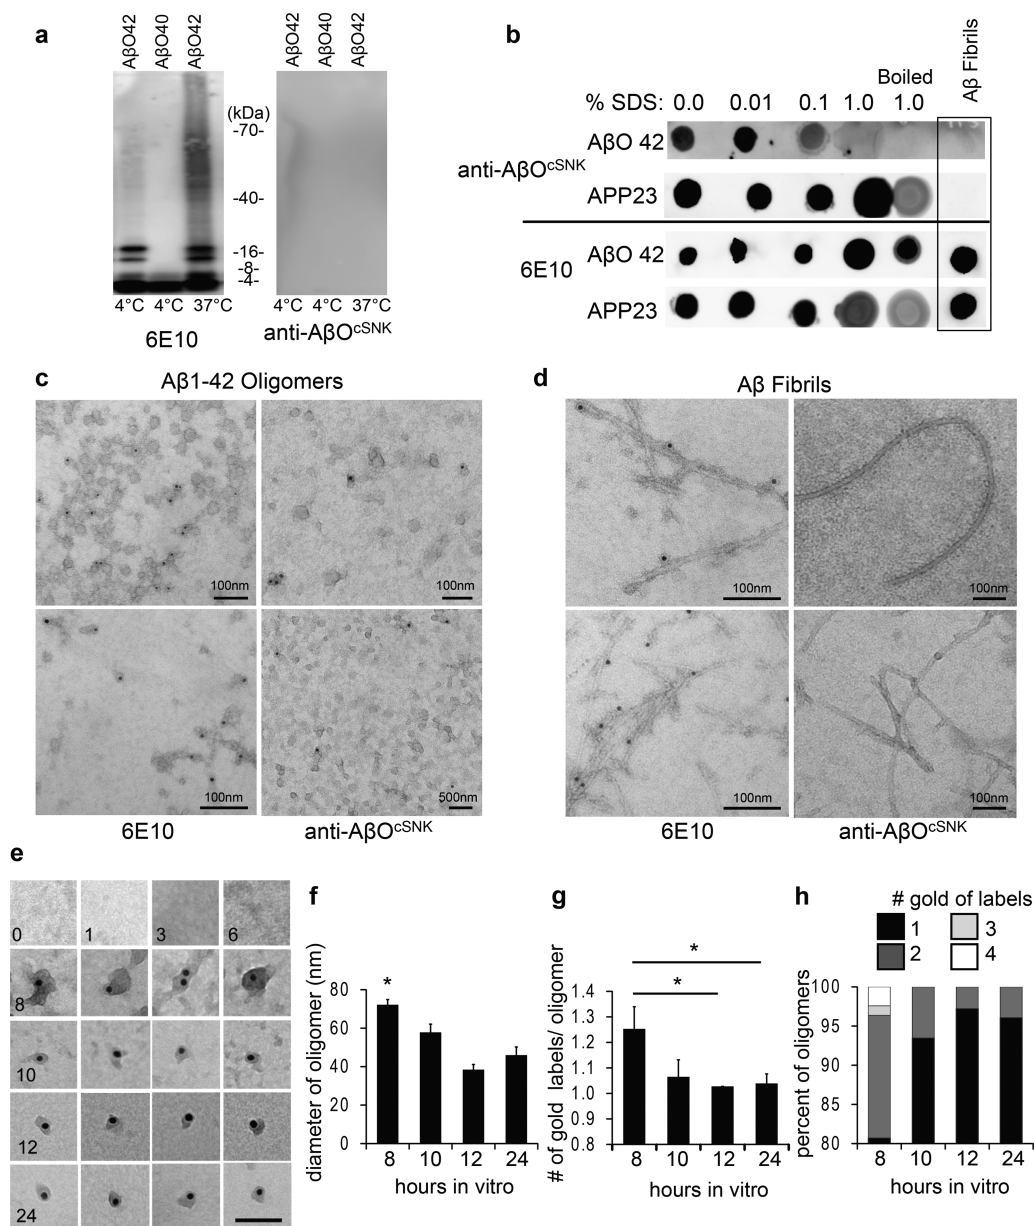 a
AβO42
AβO40
AβO42
AβO42
AβO40
AβO42
(kDa)
-70-
-40-
-16-
-8-
-4-
4°C 4°C 37°C
4°C 4°C 37°C
6E10
anti-AβOcSNK
b
Aβ Fibrils
Boiled
% SDS: 0.0 0.01 0.1 1.0 1.0
AβO 42
anti-AβOcSNK
APP23
AβO 42
6E10
APP23
c
Aβ1-42 Oligomers
100nm
100nm
100nm
500nm
6E10
anti-AβOcSNK
d
Aβ Fibrils
100nm
100nm
100nm
100nm
6E10
anti-AβOcSNK
e
0 1 3 6
8
10
12
24
f
diameter of oligomer (nm)
80
60
40
20
0
*
8 10 12 24
hours in vitro
g
# of gold labels/ oligomer
1.4
1.3
1.2
1.1
1.0
0.9
0.8
*
*
8 10 12 24
hours in vitro
h
# gold of labels
1 3
2 4
percent of oligomers
100
95
90
85
80
8 10 12 24
hours in vitro